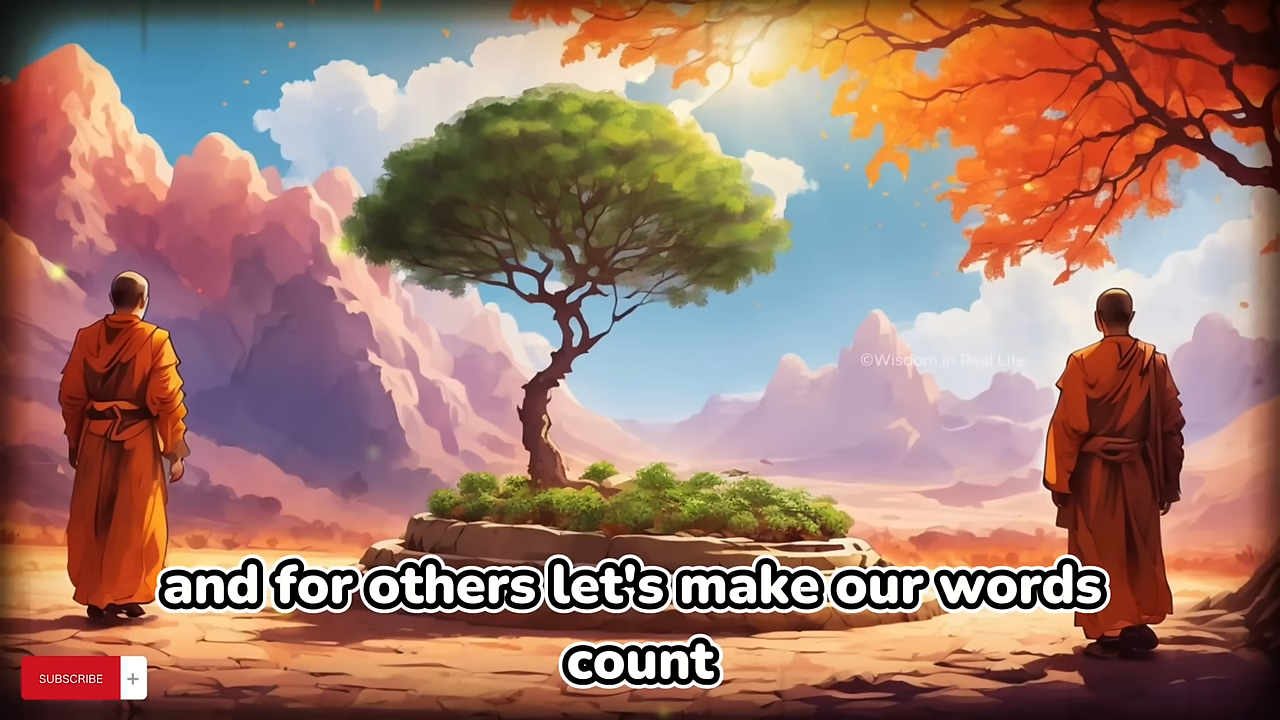 ©Wisdom in Real Life
and for others let's make our words
count
SUBSCRIBE +